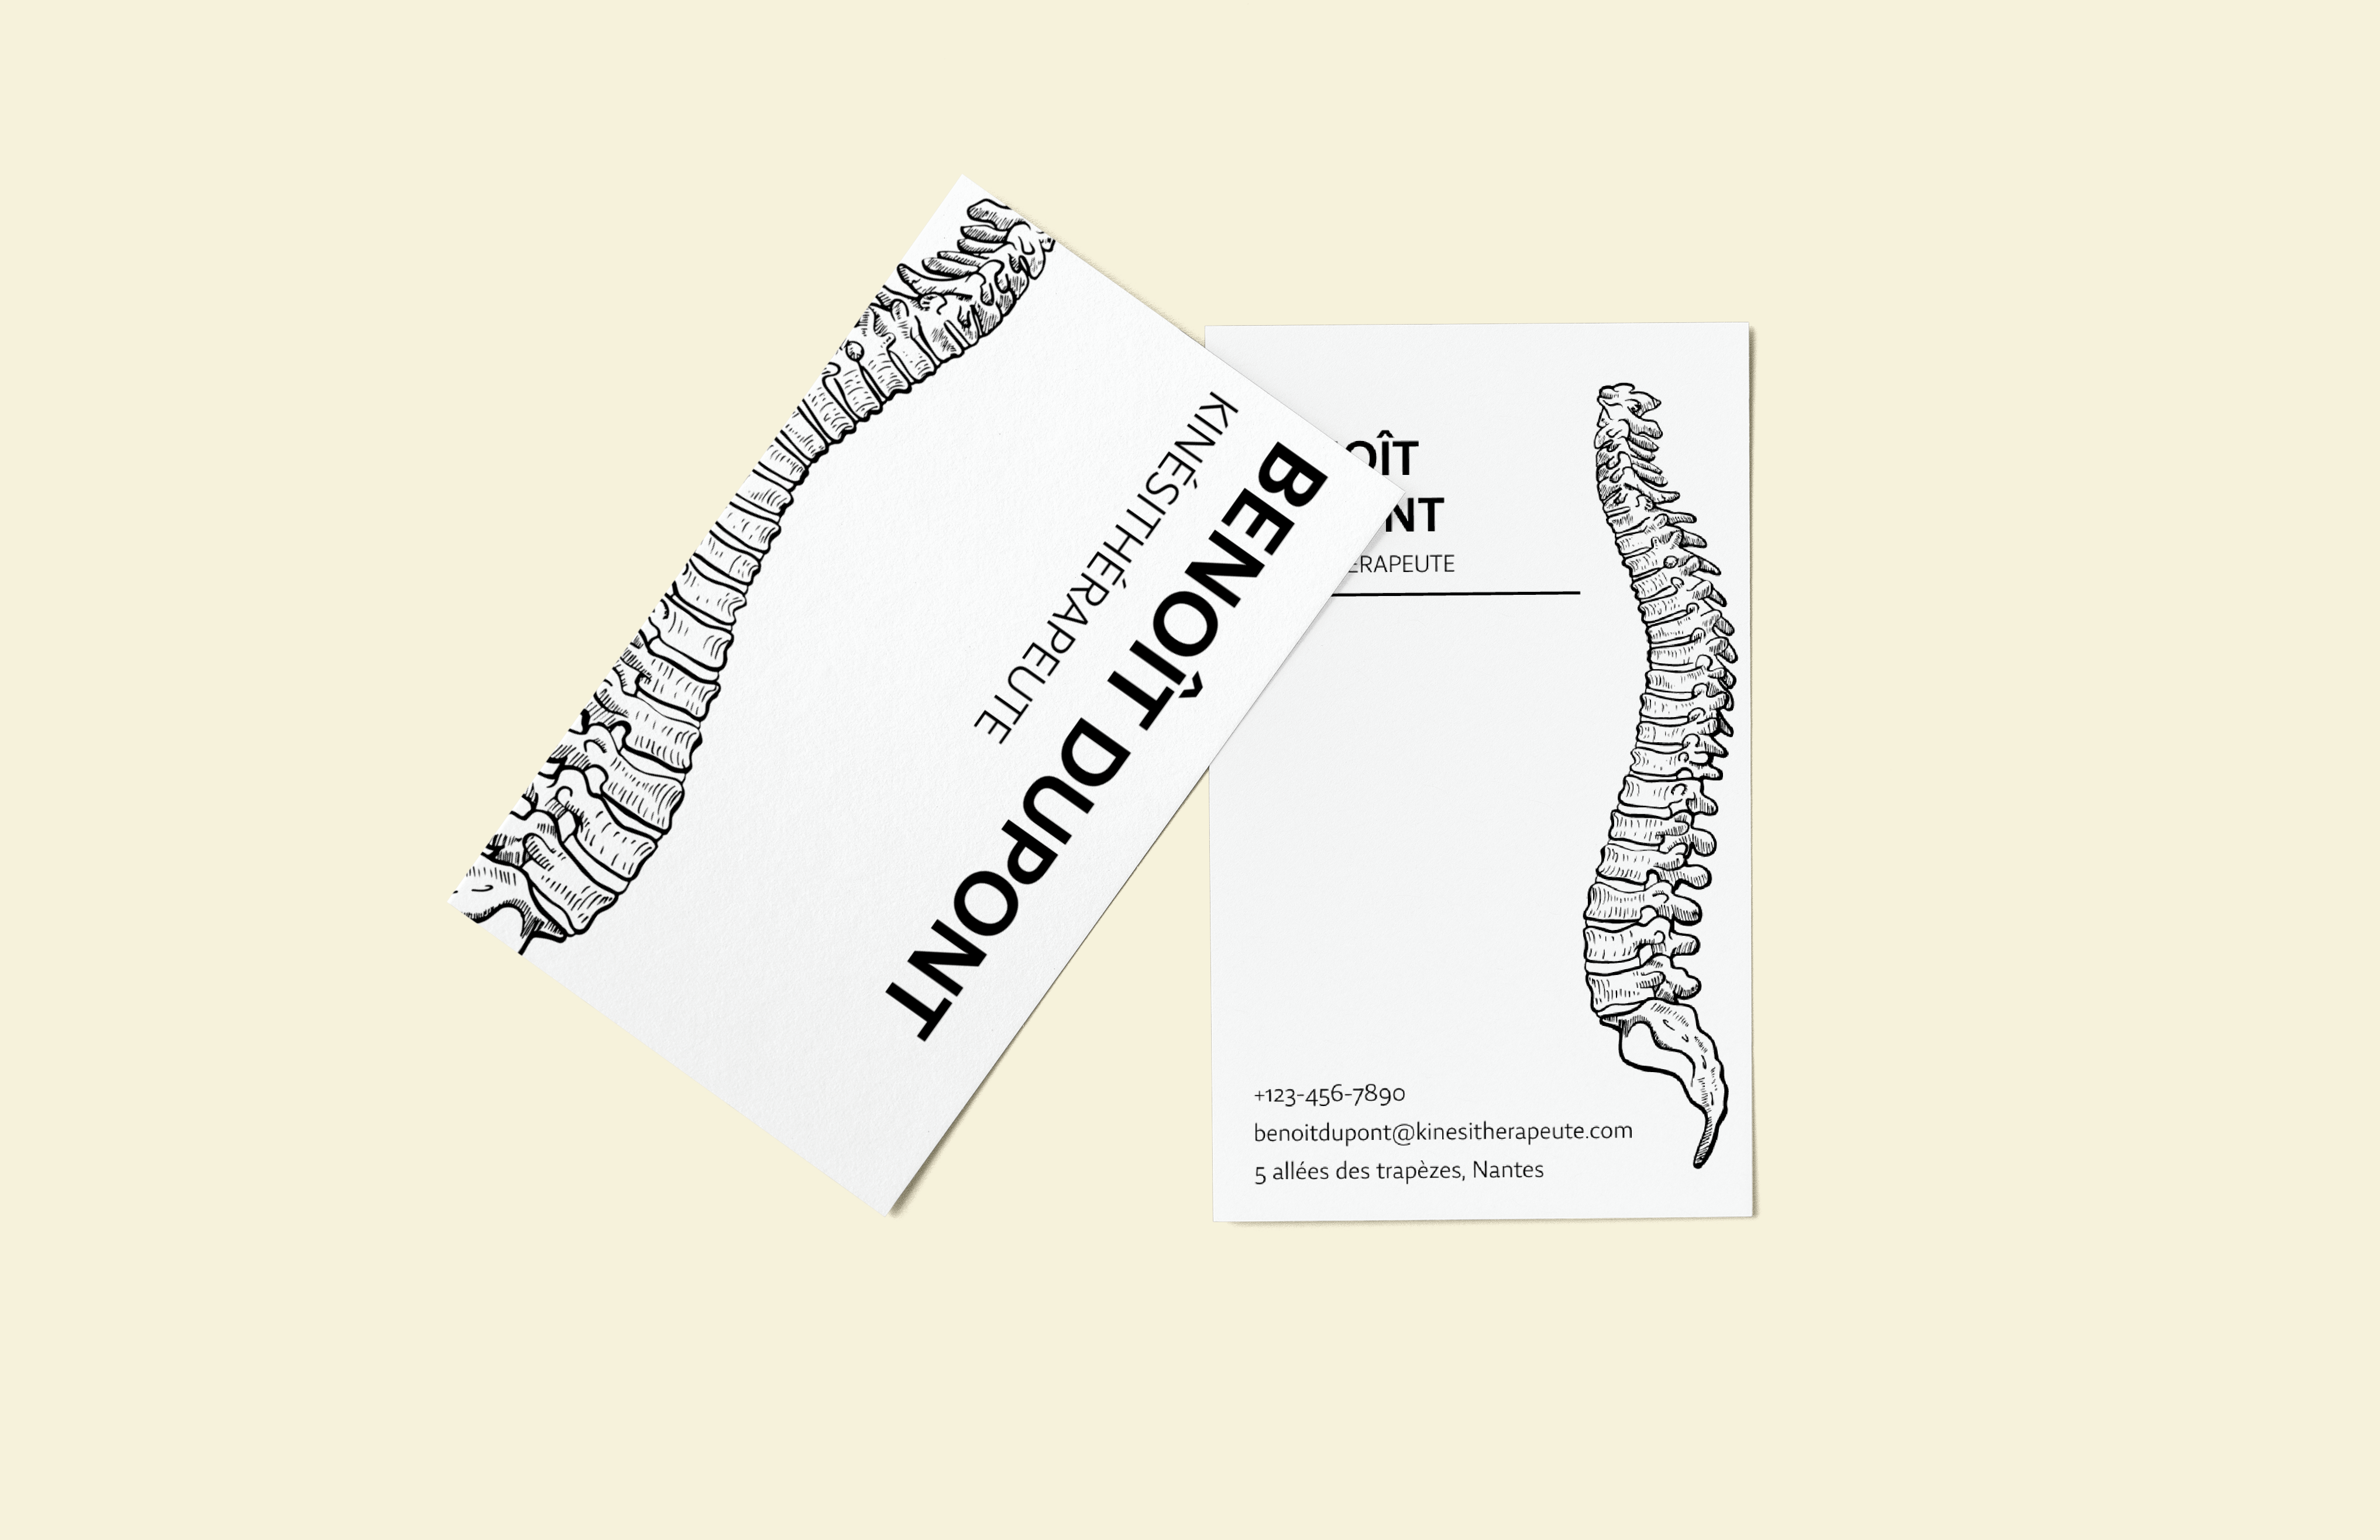 BENOÎT DUPONT
KINÉSITHÉRAPEUTE
OÎT
NT
ERAPEUTE
+123-456-7890
benoitdupont@kinesitherapeute.com
5 allées des trapèzes, Nantes